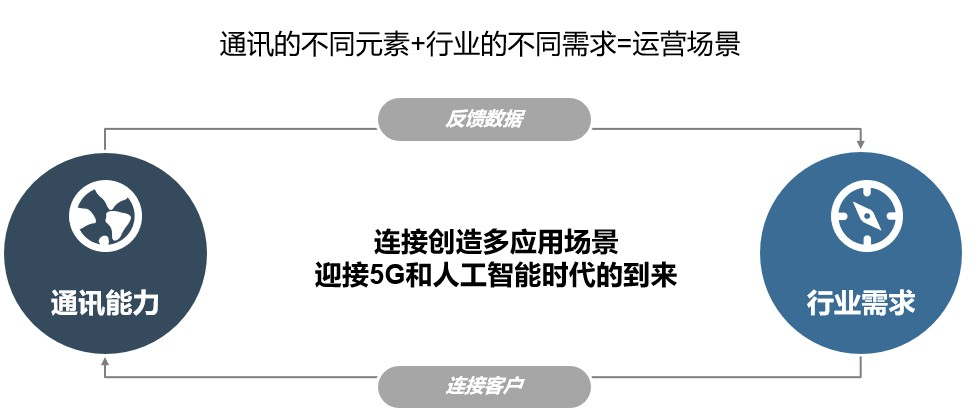 通讯的不同元素+行业的不同需求=运营场景
反馈数据
连接创造多应用场景
迎接5G和人工智能时代的到来
通讯能力
行业需求
连接客户